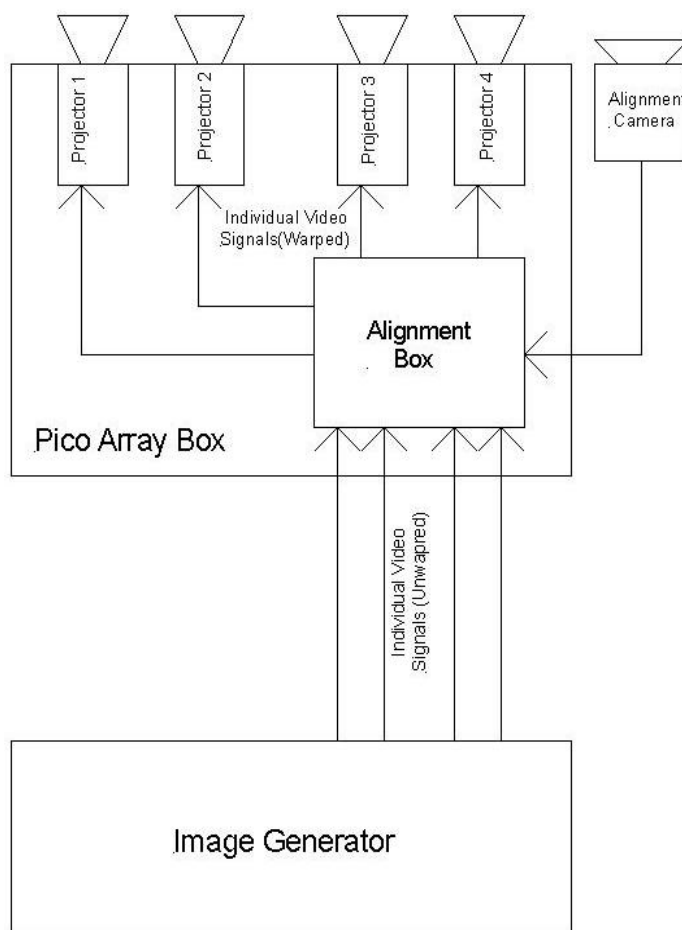 Projector 1
Projector 2
Projector 3
Projector 4
Alignment
Camera
Individual Video
Signals(Warped)
Alignment
Box
Pico Array Box
Individual Video
Signals (Unwapred)
Image Generator